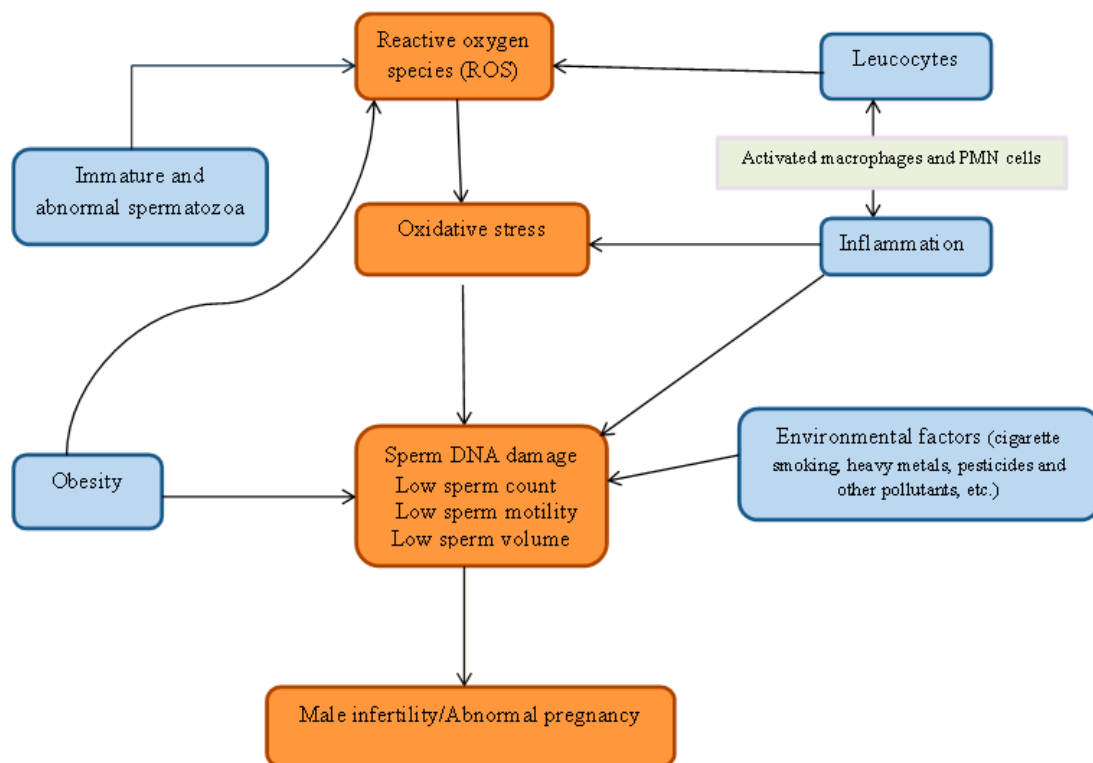 Reactive oxygen
species (ROS)
Leucocytes
Activated macrophages and PMN cells
Immature and
abnormal spermatozoa
Oxidative stress
Inflammation
Environmental factors (cigarette
smoking, heavy metals, pesticides and
other pollutants, etc.)
Obesity
Sperm DNA damage
Low sperm count
Low sperm motility
Low sperm volume
Male infertility/Abnormal pregnancy